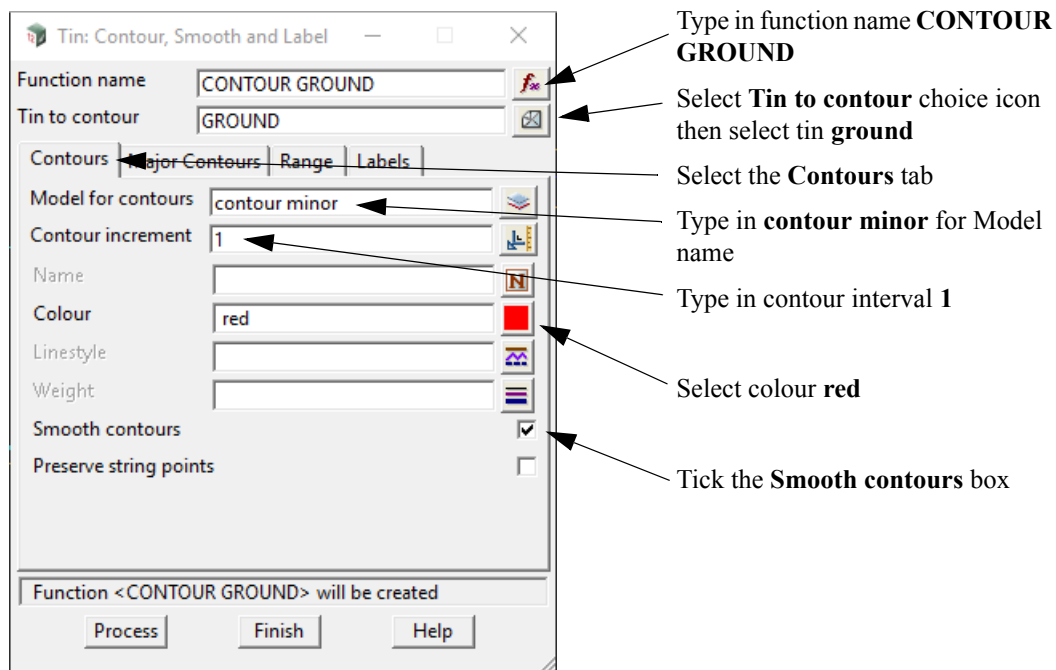 Tin: Contour, Smooth and Label
Function name CONTOUR GROUND
Tin to contour GROUND
Contours Major Contours Range Labels
Model for contours contour minor
Contour increment 1
Name N
Colour red
Linestyle
Weight
Smooth contours
Preserve string points
Function <CONTOUR GROUND> will be created
Process Finish Help
Type in function name CONTOUR
GROUND
Select Tin to contour choice icon
then select tin ground
Select the Contours tab
Type in contour minor for Model
name
Type in contour interval 1
Select colour red
Tick the Smooth contours box